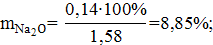 m_Na₂O = 0,14·100% / 1,58 = 8,85%;